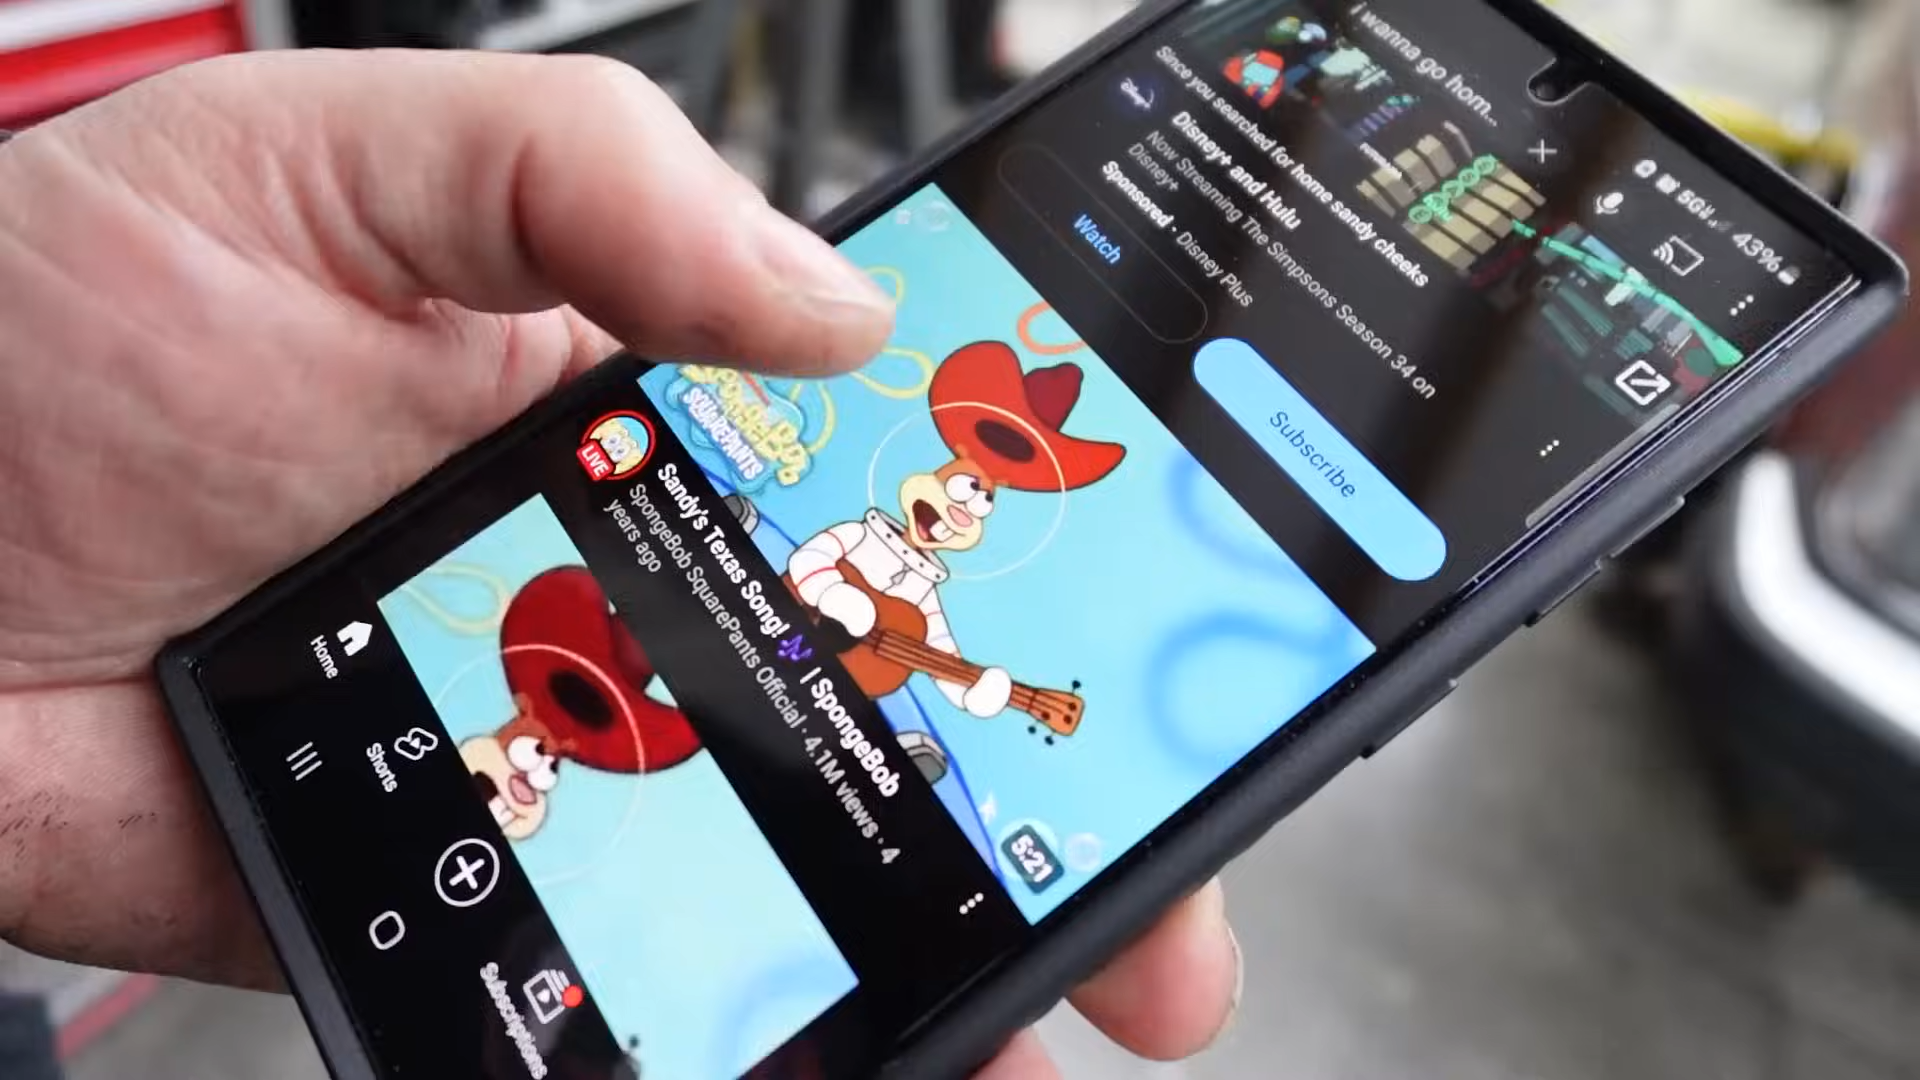 5G 43%
i wanna go hom...
Since you searched for home sandy cheeks
Disney+
Disney+ and Hulu
Now Streaming The Simpsons Season 34 on
Disney+
Sponsored · Disney Plus
Watch
Subscribe
SPONGEBOB
SQUAREPANTS
5:21
LIVE
Sandy's Texas Song! 🎶 | SpongeBob
SpongeBob SquarePants Official · 4.1M views · 4
years ago
Home
Shorts
Subscriptions